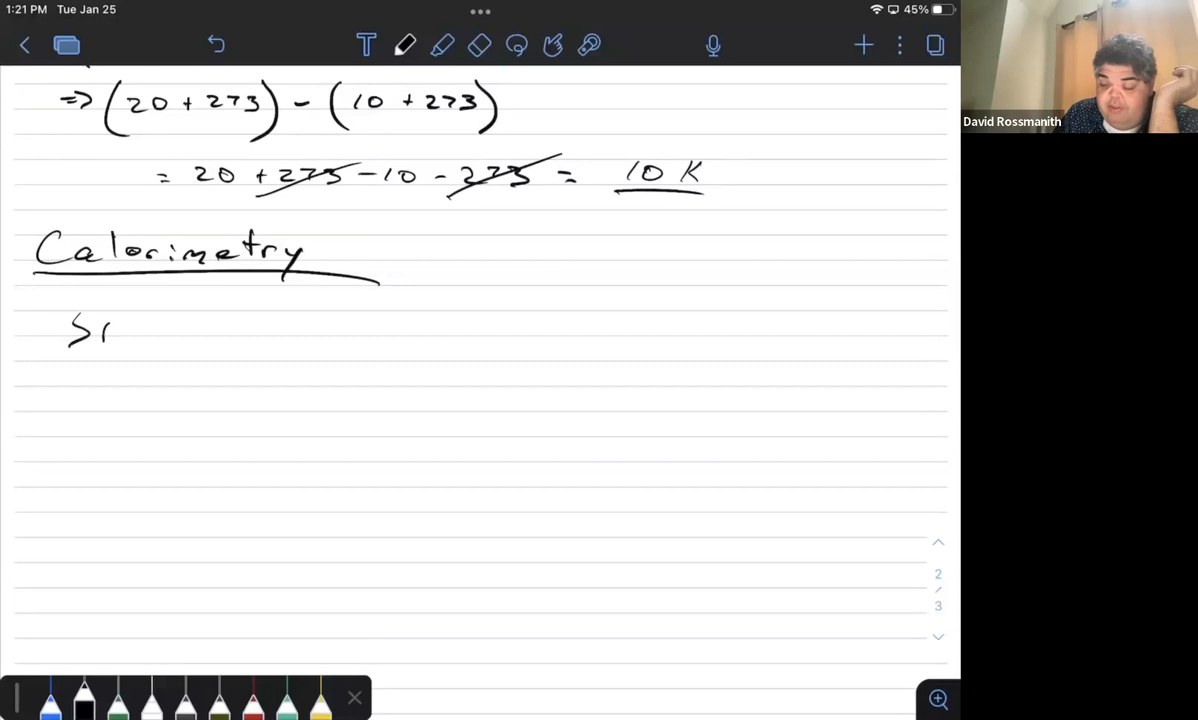 1:21 PM Tue Jan 25
45%
T
=> (20 + 273) - (10 + 273)
= 20 + 273 - 10 - 273 = 10 K
Calorimetry
David Rossmanith
2
/
3